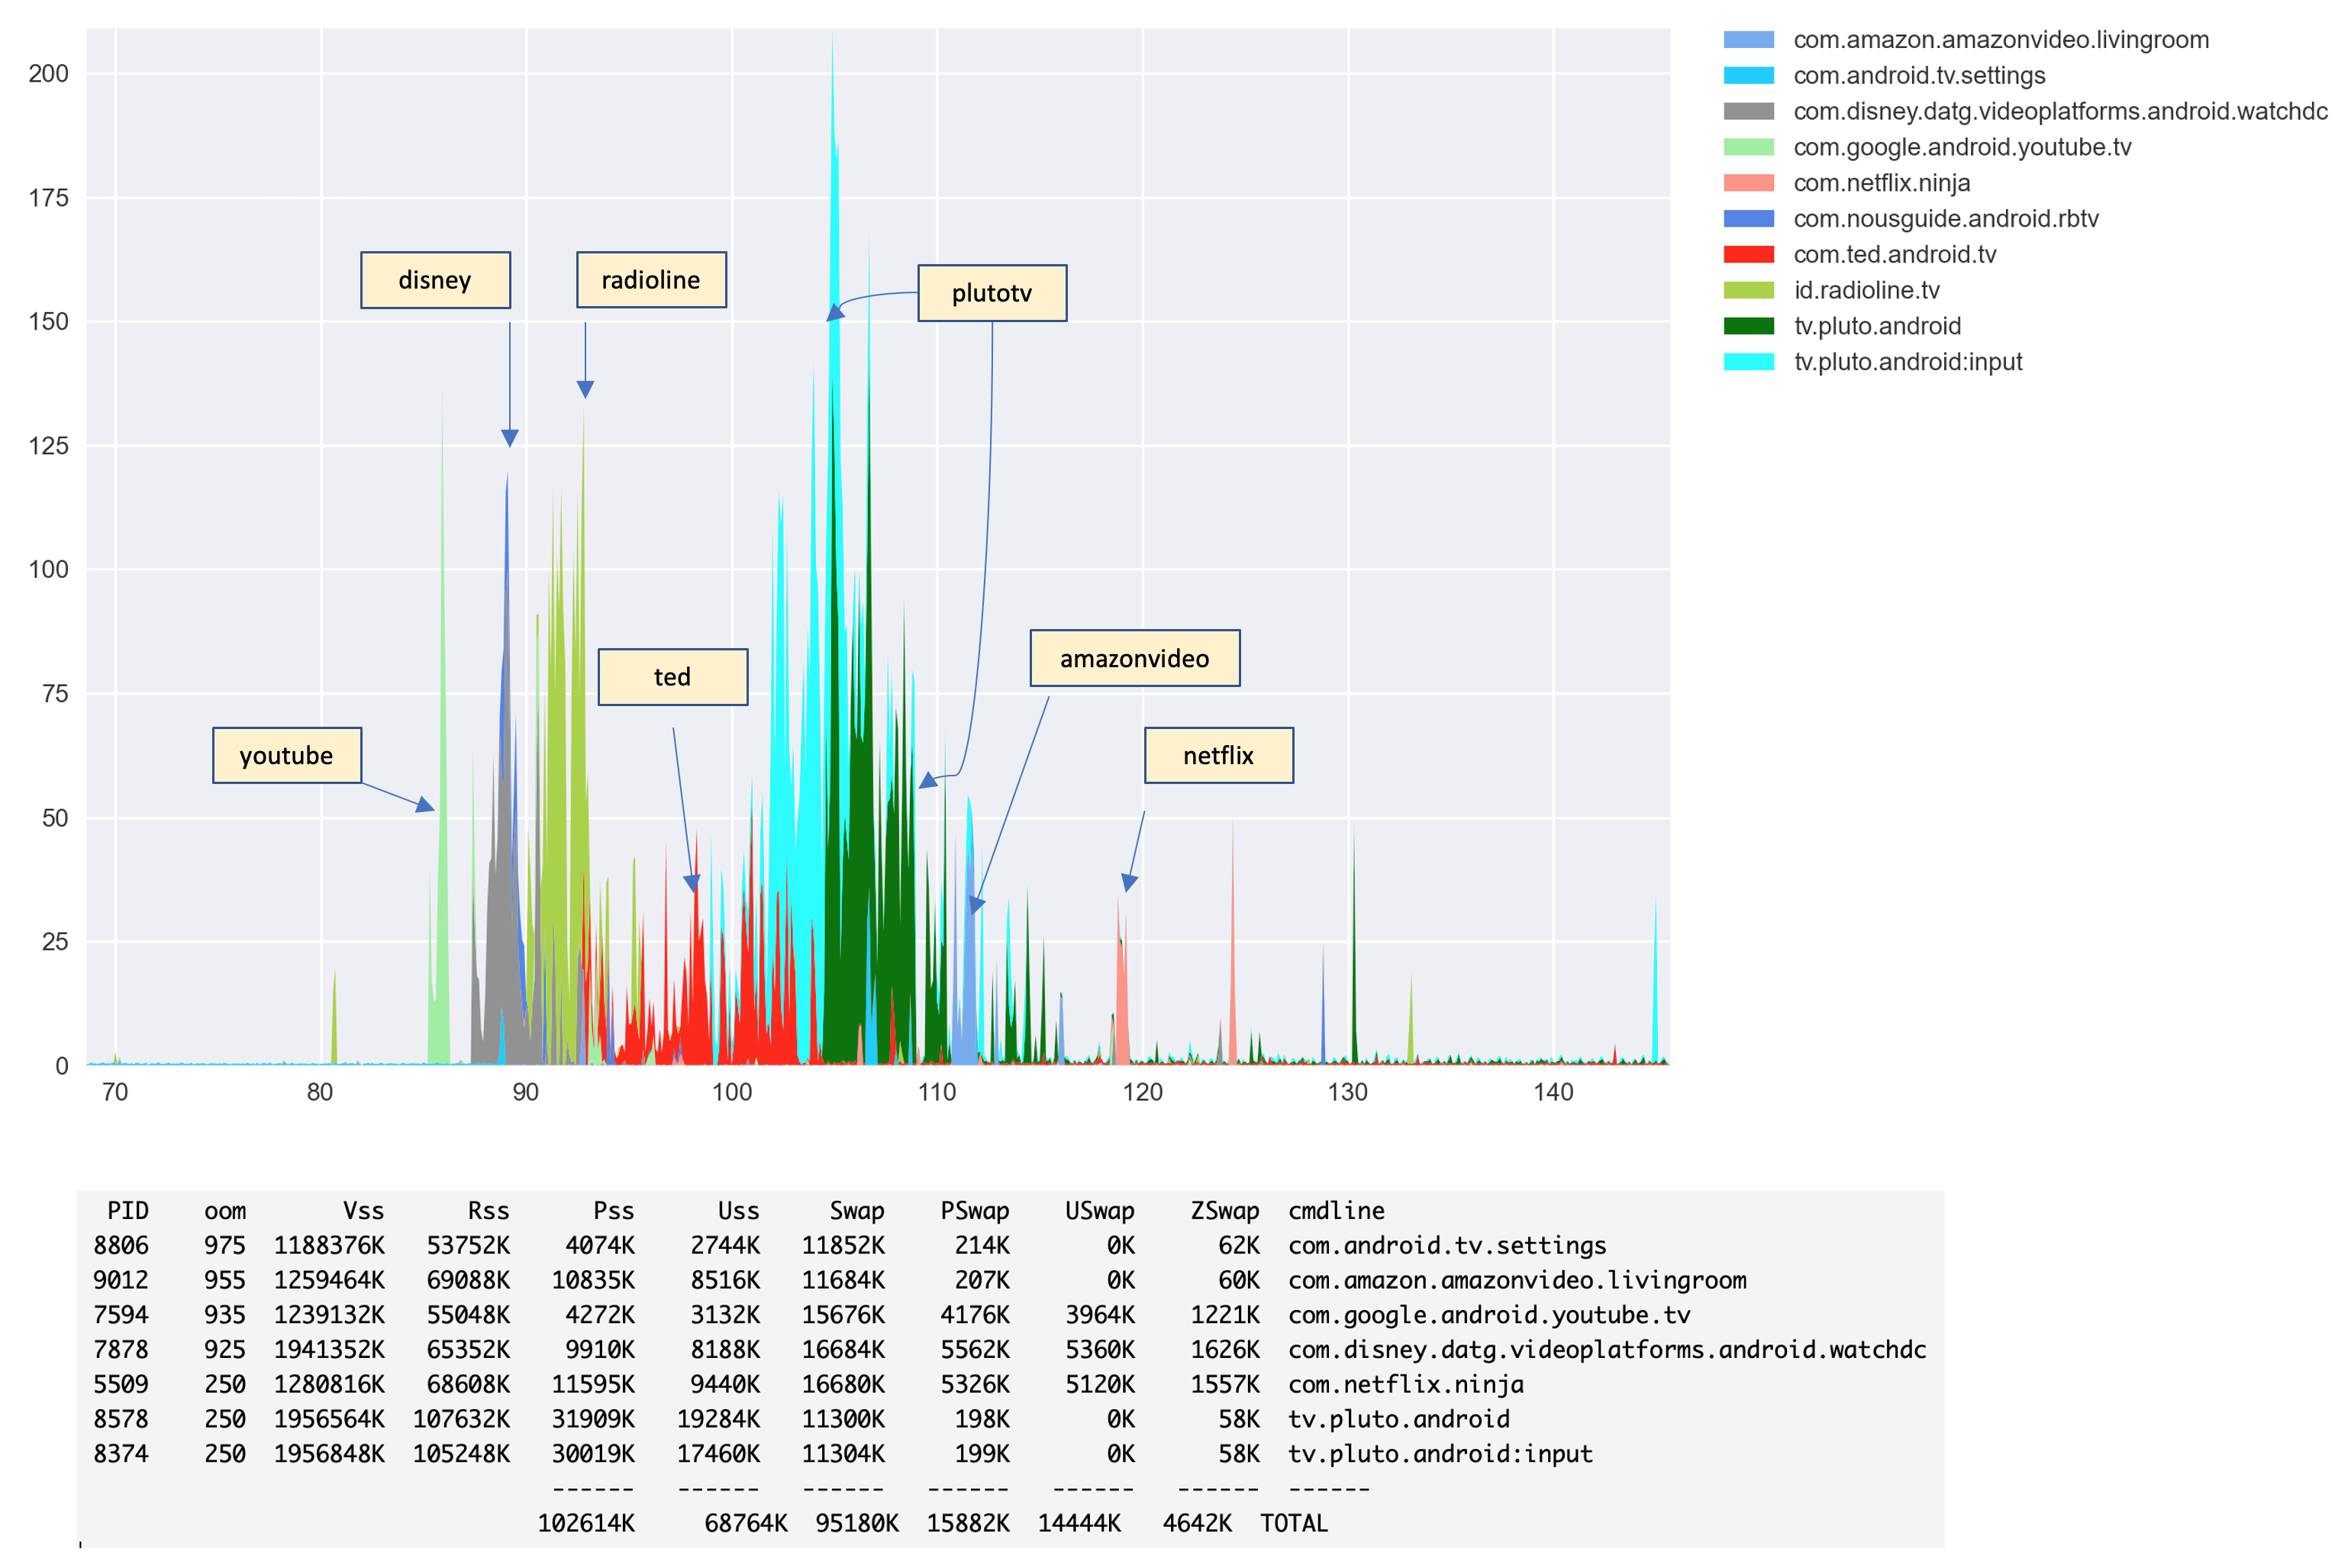 200
175
150
125
100
75
50
25
0
70 80 90 100 110 120 130 140
disney
radioline
plutotv
ted
amazonvideo
youtube
netflix
com.amazon.amazonvideo.livingroom
com.android.tv.settings
com.disney.datg.videoplatforms.android.watchdc
com.google.android.youtube.tv
com.netflix.ninja
com.nousguide.android.rbtv
com.ted.android.tv
id.radioline.tv
tv.pluto.android
tv.pluto.android:input
PID oom Vss Rss Pss Uss Swap PSwap USwap ZSwap cmdline
8806 975 1188376K 53752K 4074K 2744K 11852K 214K 0K 62K com.android.tv.settings
9012 955 1259464K 69088K 10835K 8516K 11684K 207K 0K 60K com.amazon.amazonvideo.livingroom
7594 935 1239132K 55048K 4272K 3132K 15676K 4176K 3964K 1221K com.google.android.youtube.tv
7878 925 1941352K 65352K 9910K 8188K 16684K 5562K 5360K 1626K com.disney.datg.videoplatforms.android.watchdc
5509 250 1280816K 68608K 11595K 9440K 16680K 5326K 5120K 1557K com.netflix.ninja
8578 250 1956564K 107632K 31909K 19284K 11300K 198K 0K 58K tv.pluto.android
8374 250 1956848K 105248K 30019K 17460K 11304K 199K 0K 58K tv.pluto.android:input
------ ------ ------ ------ ------ ------ ------
102614K 68764K 95180K 15882K 14444K 4642K TOTAL